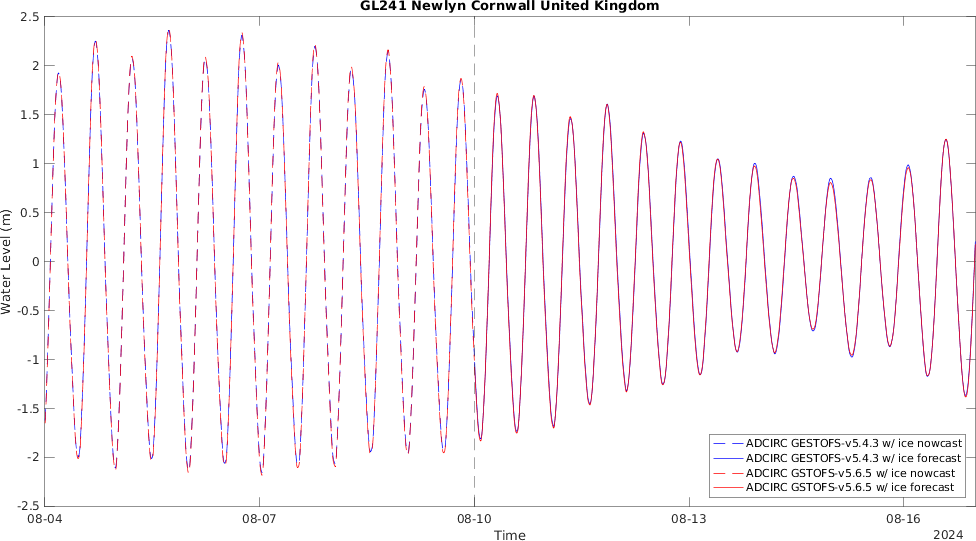 GL241 Newlyn Cornwall United Kingdom
2.5
2
1.5
1
0.5
0
-0.5
-1
-1.5
-2
-2.5
Water Level (m)
ADCIRC GESTOFS-v5.4.3 w/ ice nowcast
ADCIRC GESTOFS-v5.4.3 w/ ice forecast
ADCIRC GSTOFS-v5.6.5 w/ ice nowcast
ADCIRC GSTOFS-v5.6.5 w/ ice forecast
08-04 08-07 08-10 08-13 08-16
Time
2024